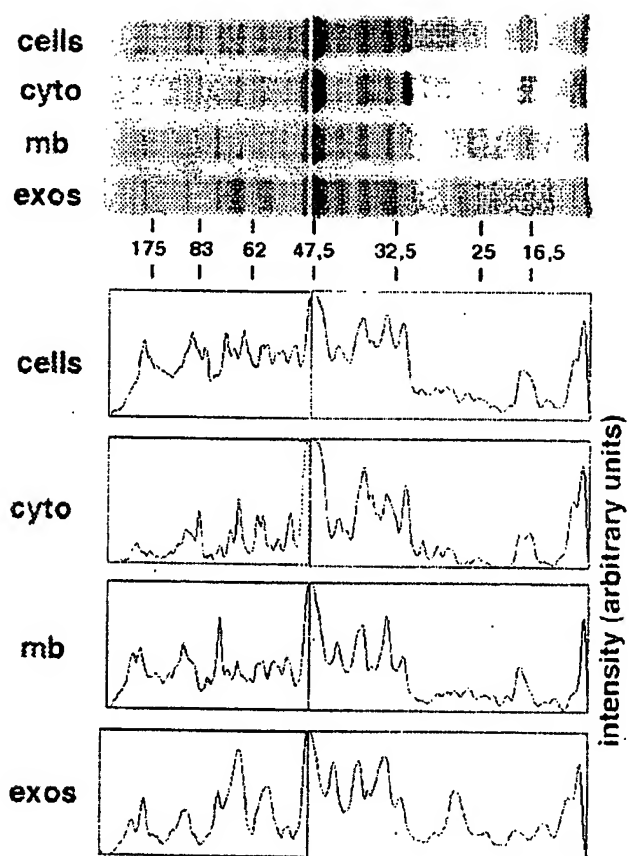 cells
cyto
mb
exos
175 83 62 47,5 32,5 25 16,5
cells
cyto
mb
exos
intensity (arbitrary units)